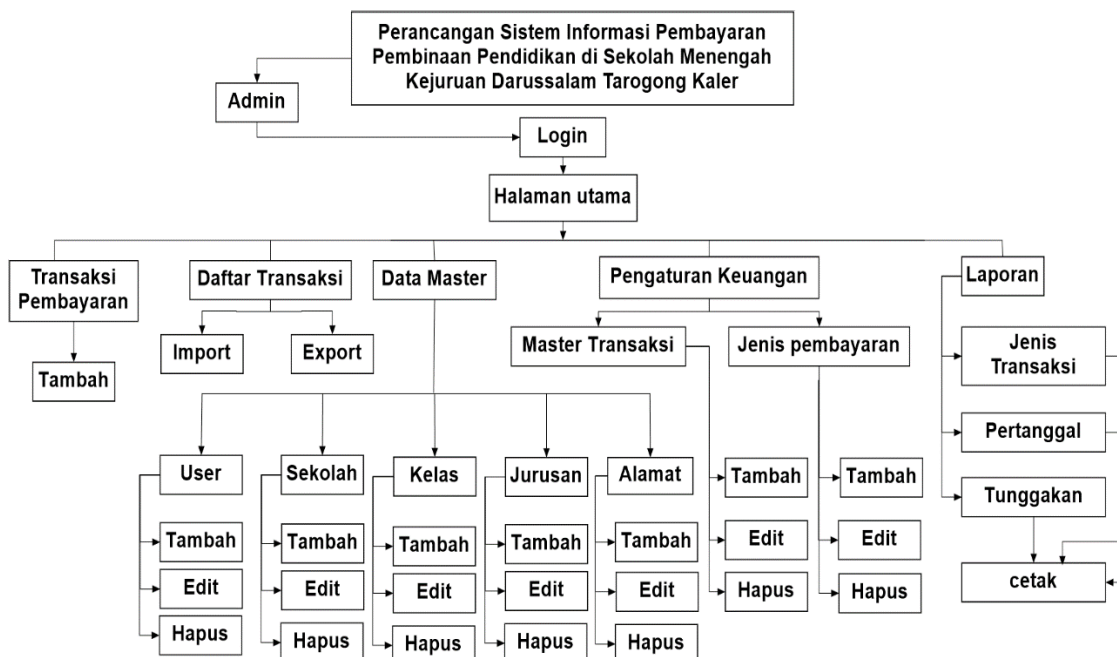 Perancangan Sistem Informasi Pembayaran
Pembinaan Pendidikan di Sekolah Menengah
Kejuruan Darussalam Tarogong Kaler
Admin
Login
Halaman utama
Transaksi
Pembayaran
Daftar Transaksi
Data Master
Pengaturan Keuangan
Laporan
Tambah
Import
Export
Master Transaksi
Jenis pembayaran
Jenis
Transaksi
Pertanggal
Tunggakan
cetak
User
Sekolah
Kelas
Jurusan
Alamat
Tambah
Tambah
Tambah
Edit
Edit
Hapus
Hapus
Tambah
Tambah
Tambah
Tambah
Edit
Edit
Edit
Edit
Edit
Hapus
Hapus
Hapus
Hapus
Hapus